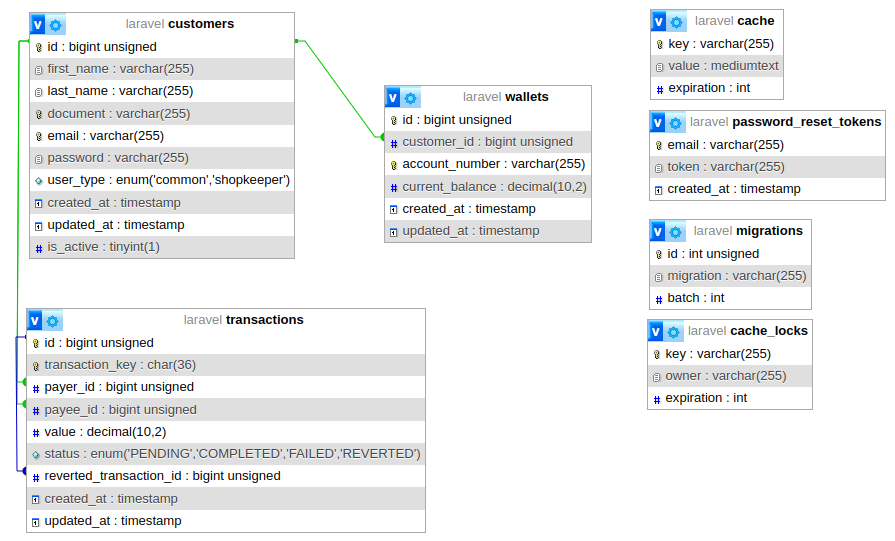 v laravel customers
id : bigint unsigned
first_name : varchar(255)
last_name : varchar(255)
document : varchar(255)
email : varchar(255)
password : varchar(255)
user_type : enum('common','shopkeeper')
created_at : timestamp
updated_at : timestamp
is_active : tinyint(1)
v laravel wallets
id : bigint unsigned
customer_id : bigint unsigned
account_number : varchar(255)
current_balance : decimal(10,2)
created_at : timestamp
updated_at : timestamp
v laravel transactions
id : bigint unsigned
transaction_key : char(36)
payer_id : bigint unsigned
payee_id : bigint unsigned
value : decimal(10,2)
status : enum('PENDING','COMPLETED','FAILED','REVERTED')
reverted_transaction_id : bigint unsigned
created_at : timestamp
updated_at : timestamp
v laravel cache
key : varchar(255)
value : mediumtext
expiration : int
v laravel password_reset_tokens
email : varchar(255)
token : varchar(255)
created_at : timestamp
v laravel migrations
id : int unsigned
migration : varchar(255)
batch : int
v laravel cache_locks
key : varchar(255)
owner : varchar(255)
expiration : int